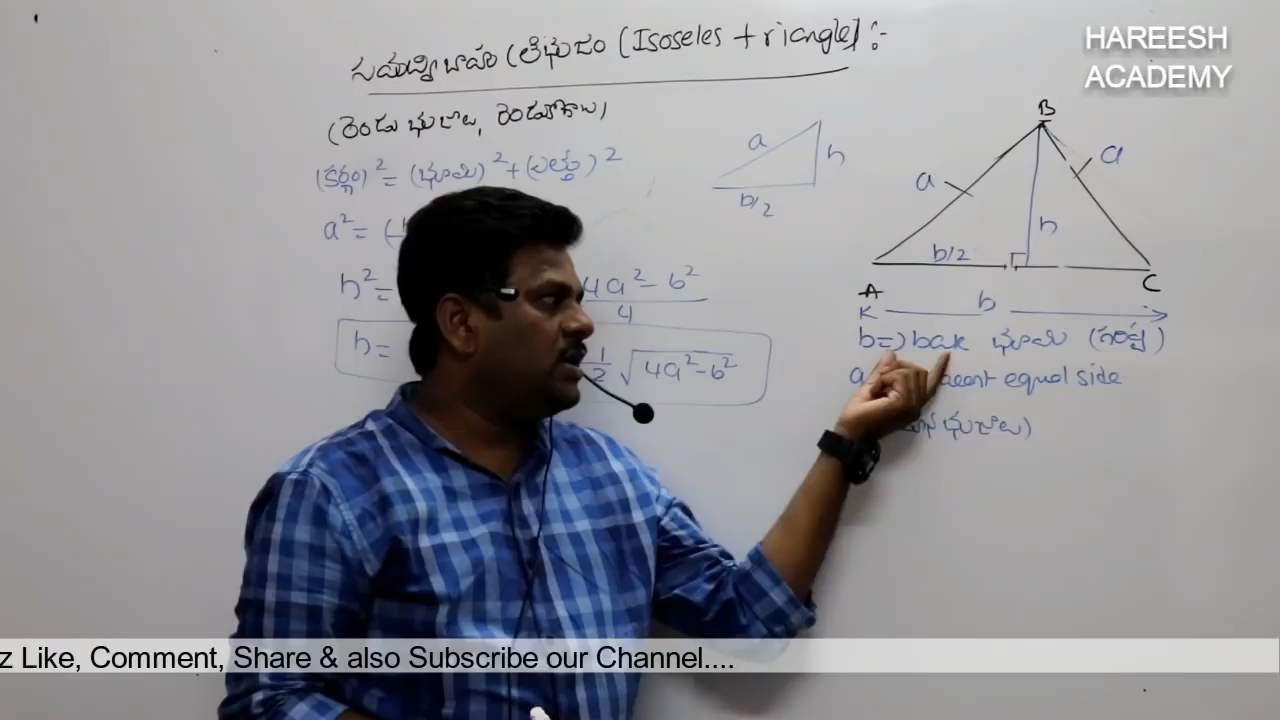 HAREESH
ACADEMY
సమద్విబాహు త్రిభుజం (Isoseles triangle) :-
(రెండు భుజాలు, రెండుకోణాలు)
(కర్ణం)² = (భూమి)² + (ఎత్తు)²
a² = (
h² = 4a² - b²
4
h = 1/2 √4a²-b²
a
h
b/2
B
a
a
h
b/2
A
C
K b
b=) భూమి
a equal side
భుజాలు)
z Like, Comment, Share & also Subscribe our Channel....